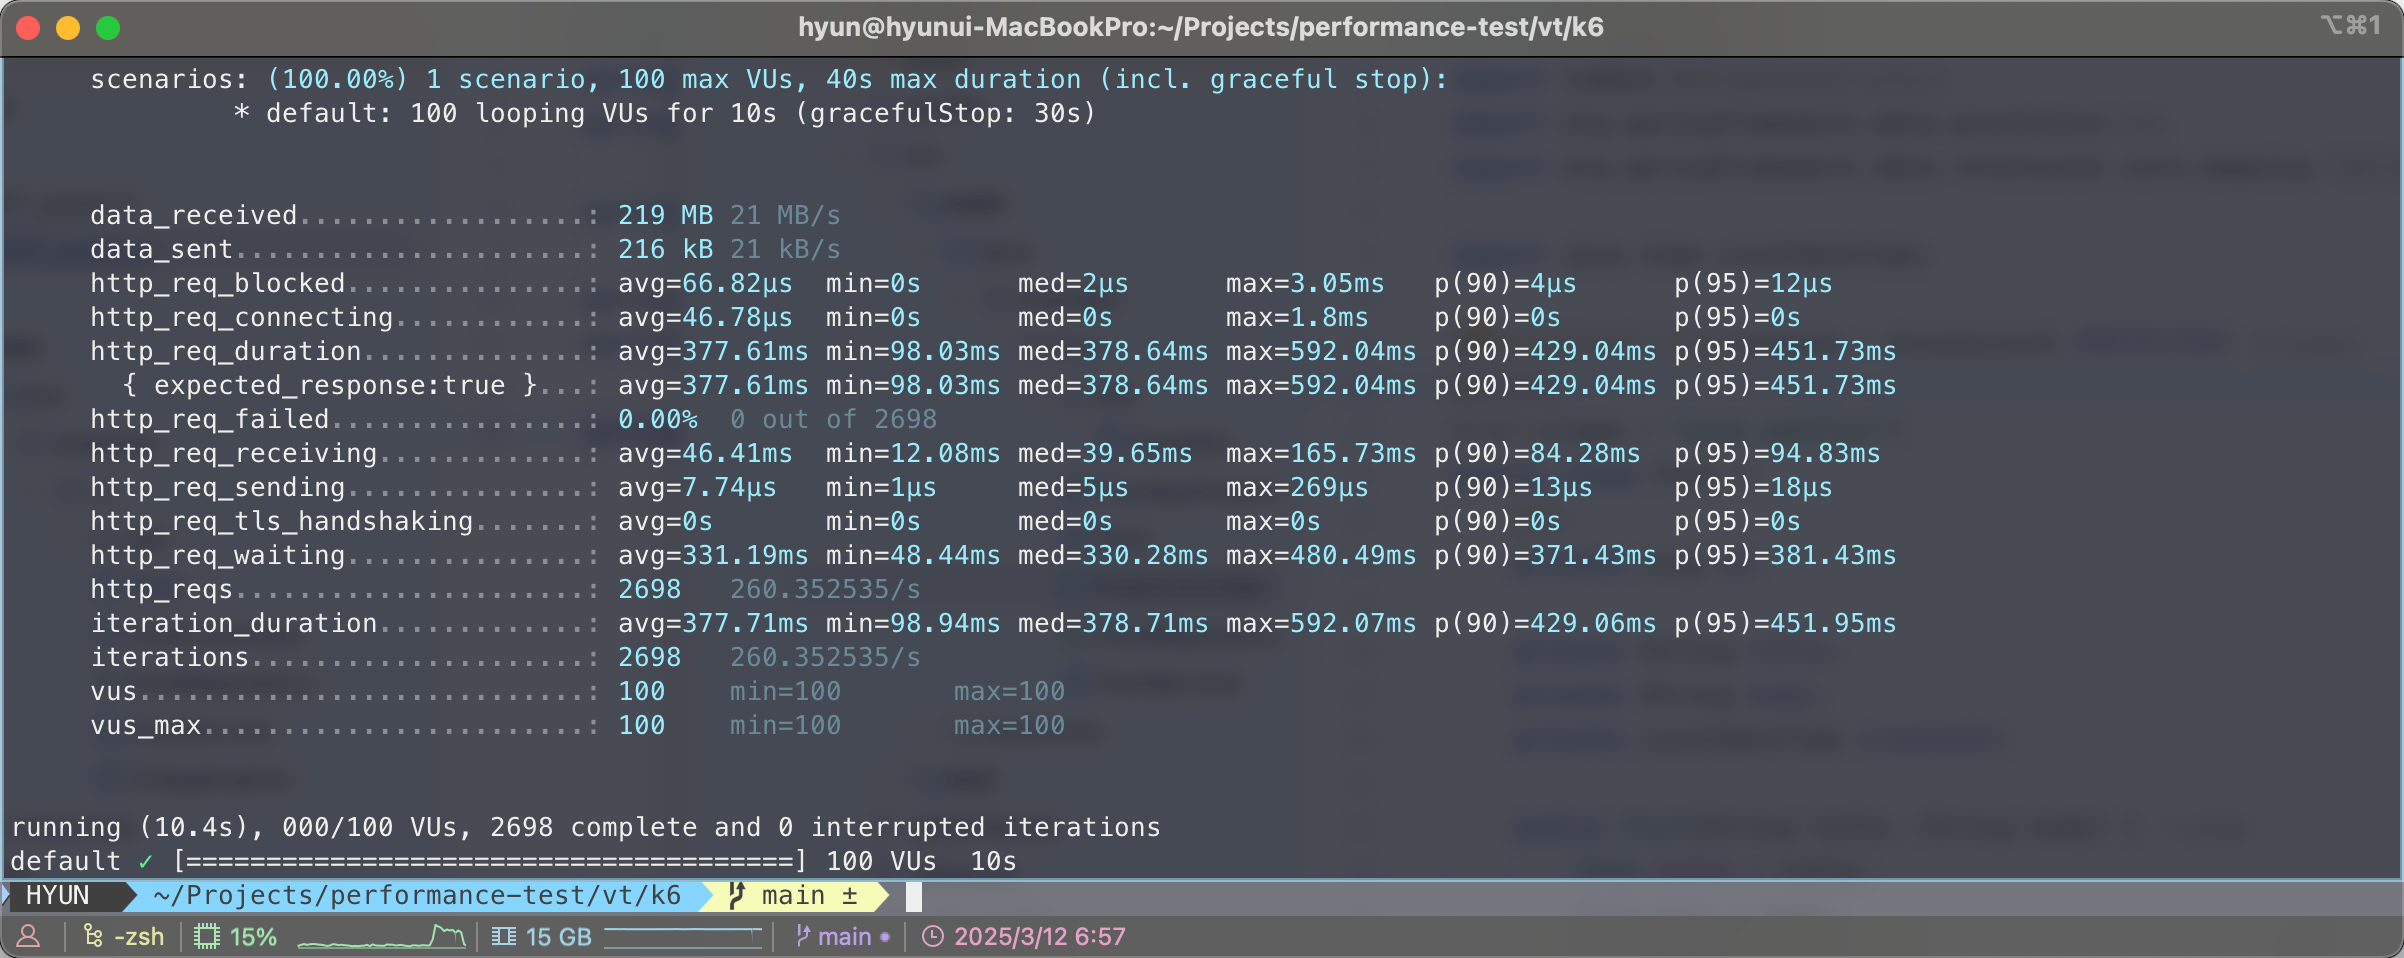 hyun@hyunui-MacBookPro:~/Projects/performance-test/vt/k6 ⌥⌘1
scenarios: (100.00%) 1 scenario, 100 max VUs, 40s max duration (incl. graceful stop):
* default: 100 looping VUs for 10s (gracefulStop: 30s)
data_received..................: 219 MB 21 MB/s
data_sent......................: 216 kB 21 kB/s
http_req_blocked...............: avg=66.82µs min=0s med=2µs max=3.05ms p(90)=4µs p(95)=12µs
http_req_connecting............: avg=46.78µs min=0s med=0s max=1.8ms p(90)=0s p(95)=0s
http_req_duration..............: avg=377.61ms min=98.03ms med=378.64ms max=592.04ms p(90)=429.04ms p(95)=451.73ms
{ expected_response:true }...: avg=377.61ms min=98.03ms med=378.64ms max=592.04ms p(90)=429.04ms p(95)=451.73ms
http_req_failed................: 0.00% 0 out of 2698
http_req_receiving.............: avg=46.41ms min=12.08ms med=39.65ms max=165.73ms p(90)=84.28ms p(95)=94.83ms
http_req_sending...............: avg=7.74µs min=1µs med=5µs max=269µs p(90)=13µs p(95)=18µs
http_req_tls_handshaking.......: avg=0s min=0s med=0s max=0s p(90)=0s p(95)=0s
http_req_waiting...............: avg=331.19ms min=48.44ms med=330.28ms max=480.49ms p(90)=371.43ms p(95)=381.43ms
http_reqs......................: 2698 260.352535/s
iteration_duration.............: avg=377.71ms min=98.94ms med=378.71ms max=592.07ms p(90)=429.06ms p(95)=451.95ms
iterations.....................: 2698 260.352535/s
vus............................: 100 min=100 max=100
vus_max........................: 100 min=100 max=100
running (10.4s), 000/100 VUs, 2698 complete and 0 interrupted iterations
default ✓ [======================================] 100 VUs 10s
HYUN ~/Projects/performance-test/vt/k6 main ±
-zsh 15% 15 GB main 2025/3/12 6:57